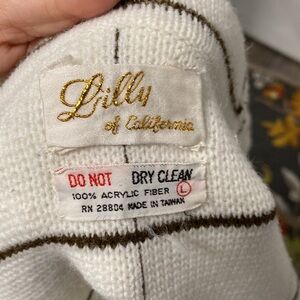 Lilly
of California
DO NOT DRY CLEAN
100% ACRYLIC FIBER L
RN 28804 MADE IN TAIWAN